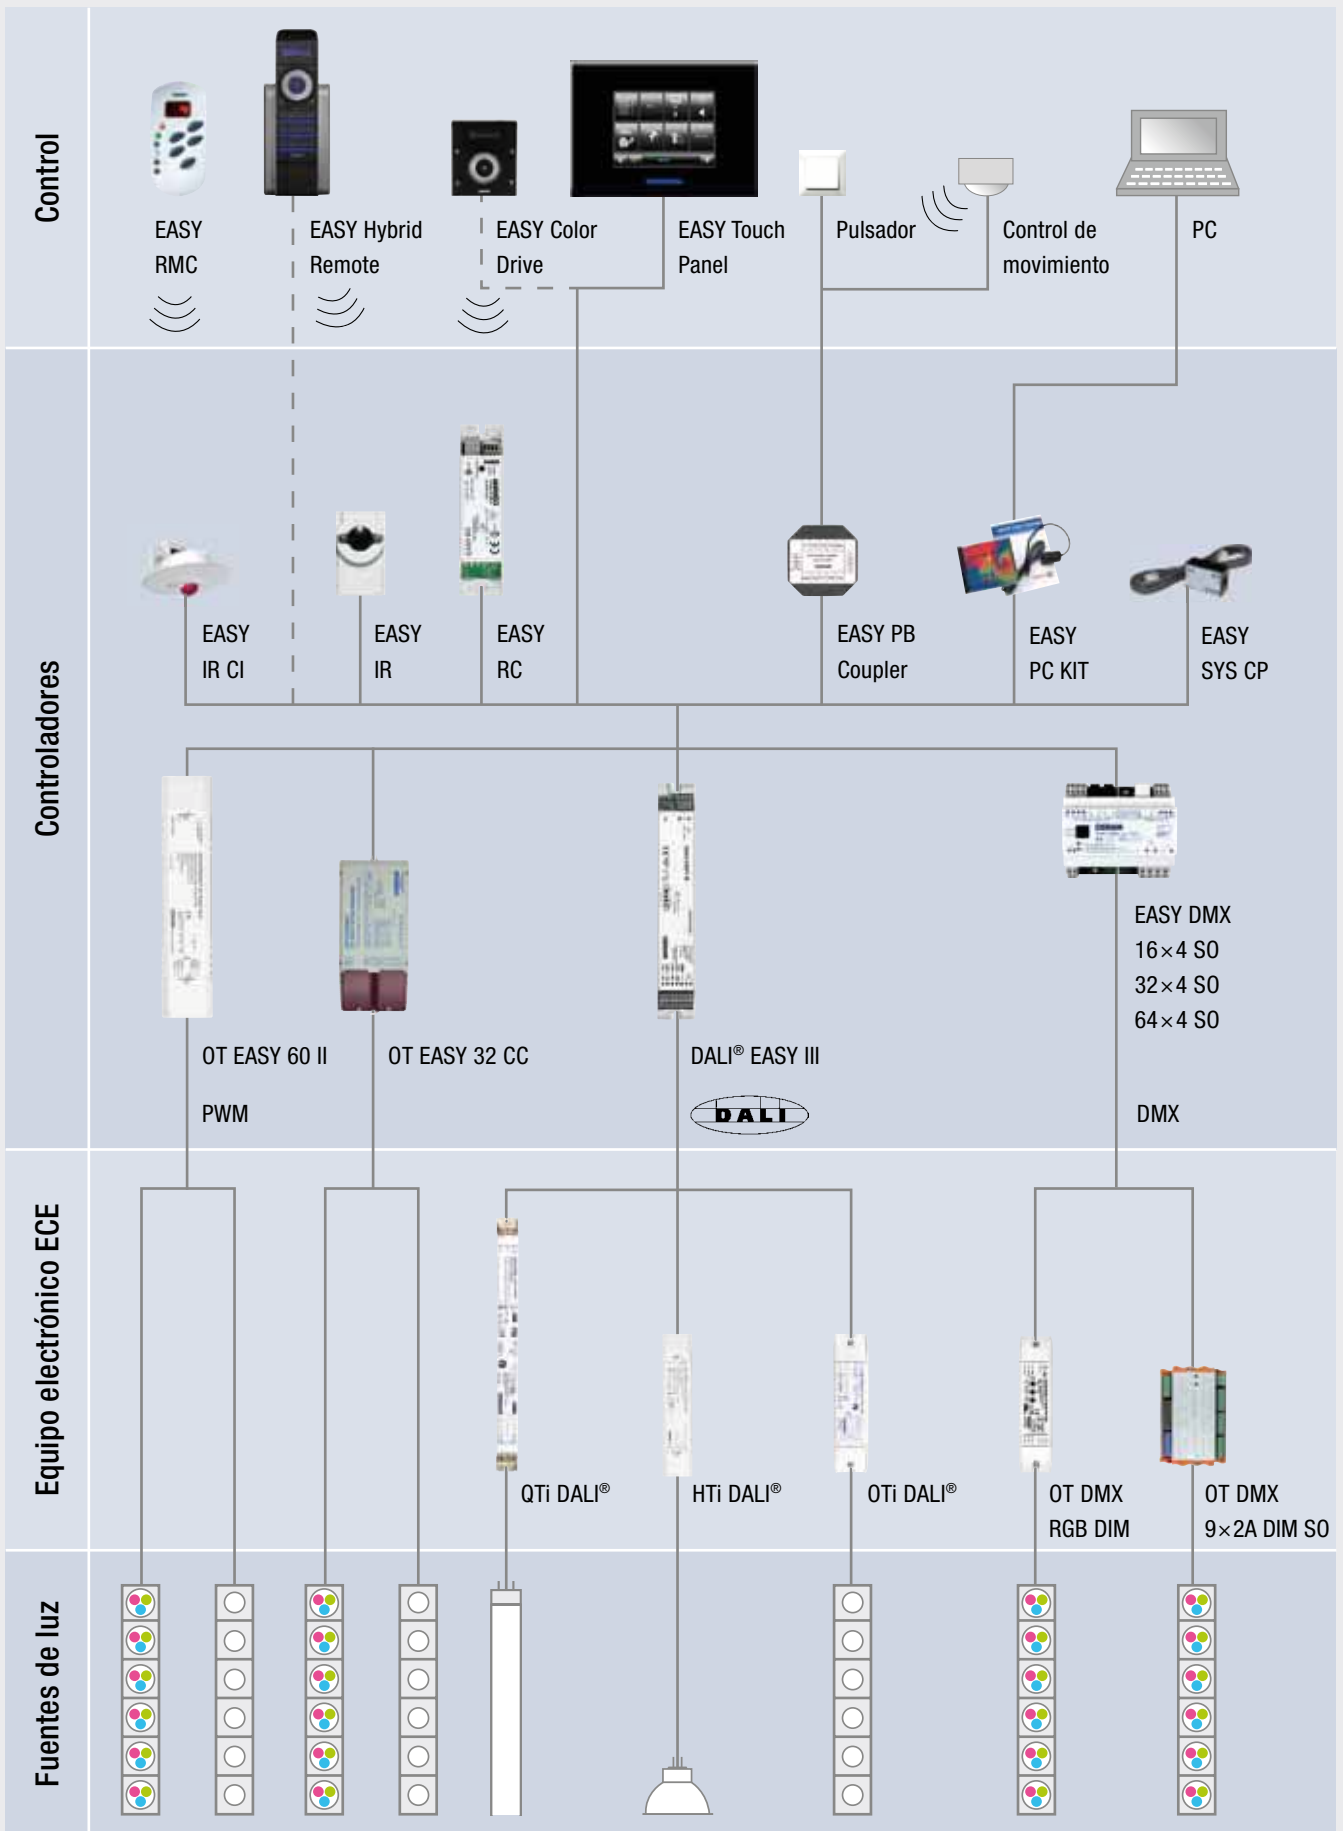 Control
EASY
RMC
EASY Hybrid
Remote
EASY Color
Drive
EASY Touch
Panel
Pulsador
Control de
movimiento
PC
Controladores
EASY
IR CI
EASY
IR
EASY
RC
EASY PB
Coupler
EASY
PC KIT
EASY
SYS CP
OT EASY 60 II
PWM
OT EASY 32 CC
DALI® EASY III
DALI
EASY DMX
16×4 SO
32×4 SO
64×4 SO
DMX
Equipo electrónico ECE
QTi DALI®
HTi DALI®
OTi DALI®
OT DMX
RGB DIM
OT DMX
9×2A DIM SO
Fuentes de luz